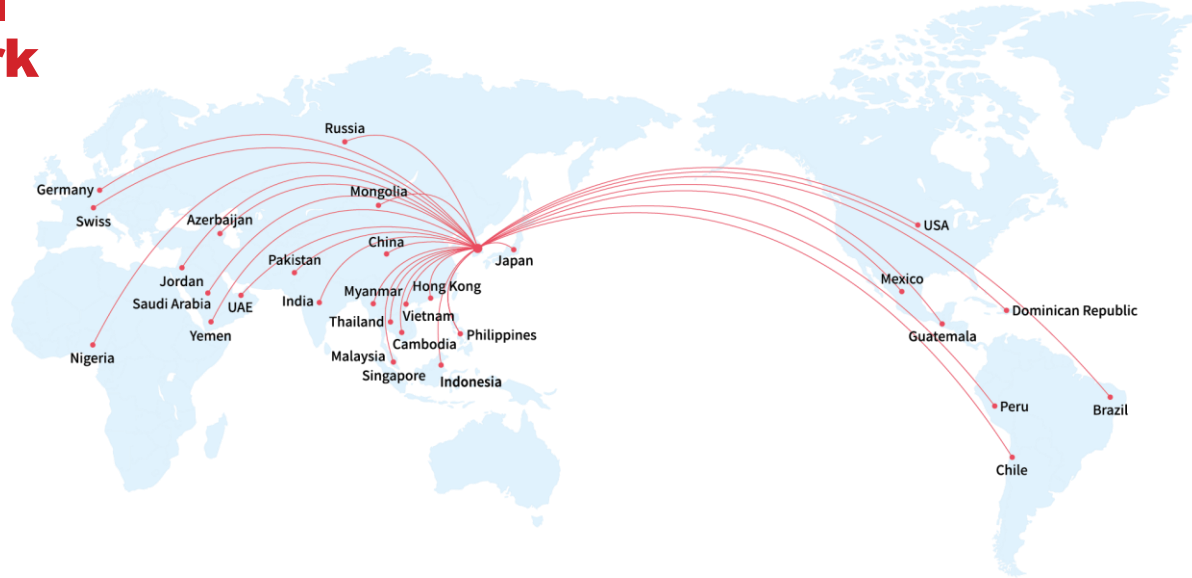 rk
Russia
Germany
Mongolia
Swiss
Azerbaijan
USA
China
Pakistan
Japan
Jordan
Mexico
Hong Kong
Myanmar
India
Saudi Arabia
UAE
Dominican Republic
Vietnam
Thailand
Yemen
Philippines
Guatemala
Cambodia
Nigeria
Malaysia
Singapore
Indonesia
Peru
Brazil
Chile